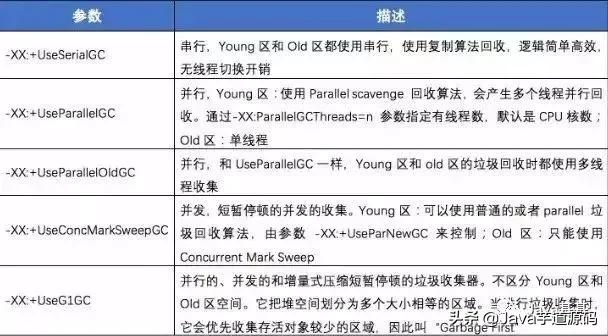 参数 描述
-XX:+UseSerialGC
串行，Young 区和 Old 区都使用串行，使用复制算法回收，逻辑简单高效，
无线程切换开销
-XX:+UseParallelGC
并行，Young 区：使用 Parallel scavenge 回收算法，会产生多个线程并行回
收。通过-XX:ParallelGCThreads=n 参数指定有线程数，默认是 CPU 核数；
Old 区：单线程
-XX:+UseParallelOldGC
并行，和 UseParallelGC 一样，Young 区和 old 区的垃圾回收时都使用多线
程收集
-XX:+UseConcMarkSweepGC
并发，短暂停顿的并发的收集。Young 区：可以使用普通的或者 parallel 垃
圾回收算法，由参数 -XX:+UseParNewGC 来控制；Old 区：只能使用
Concurrent Mark Sweep
-XX:+UseG1GC
并行的、并发的和增量式压缩短暂停顿的垃圾收集器。不区分 Young 区和
Old 区空间。它把堆空间划分为多个大小相等的区域。当进行垃圾收集时，
它会优先收集存活对象较少的区域，因此叫 "Garbage First
头条 @Java芋道源码